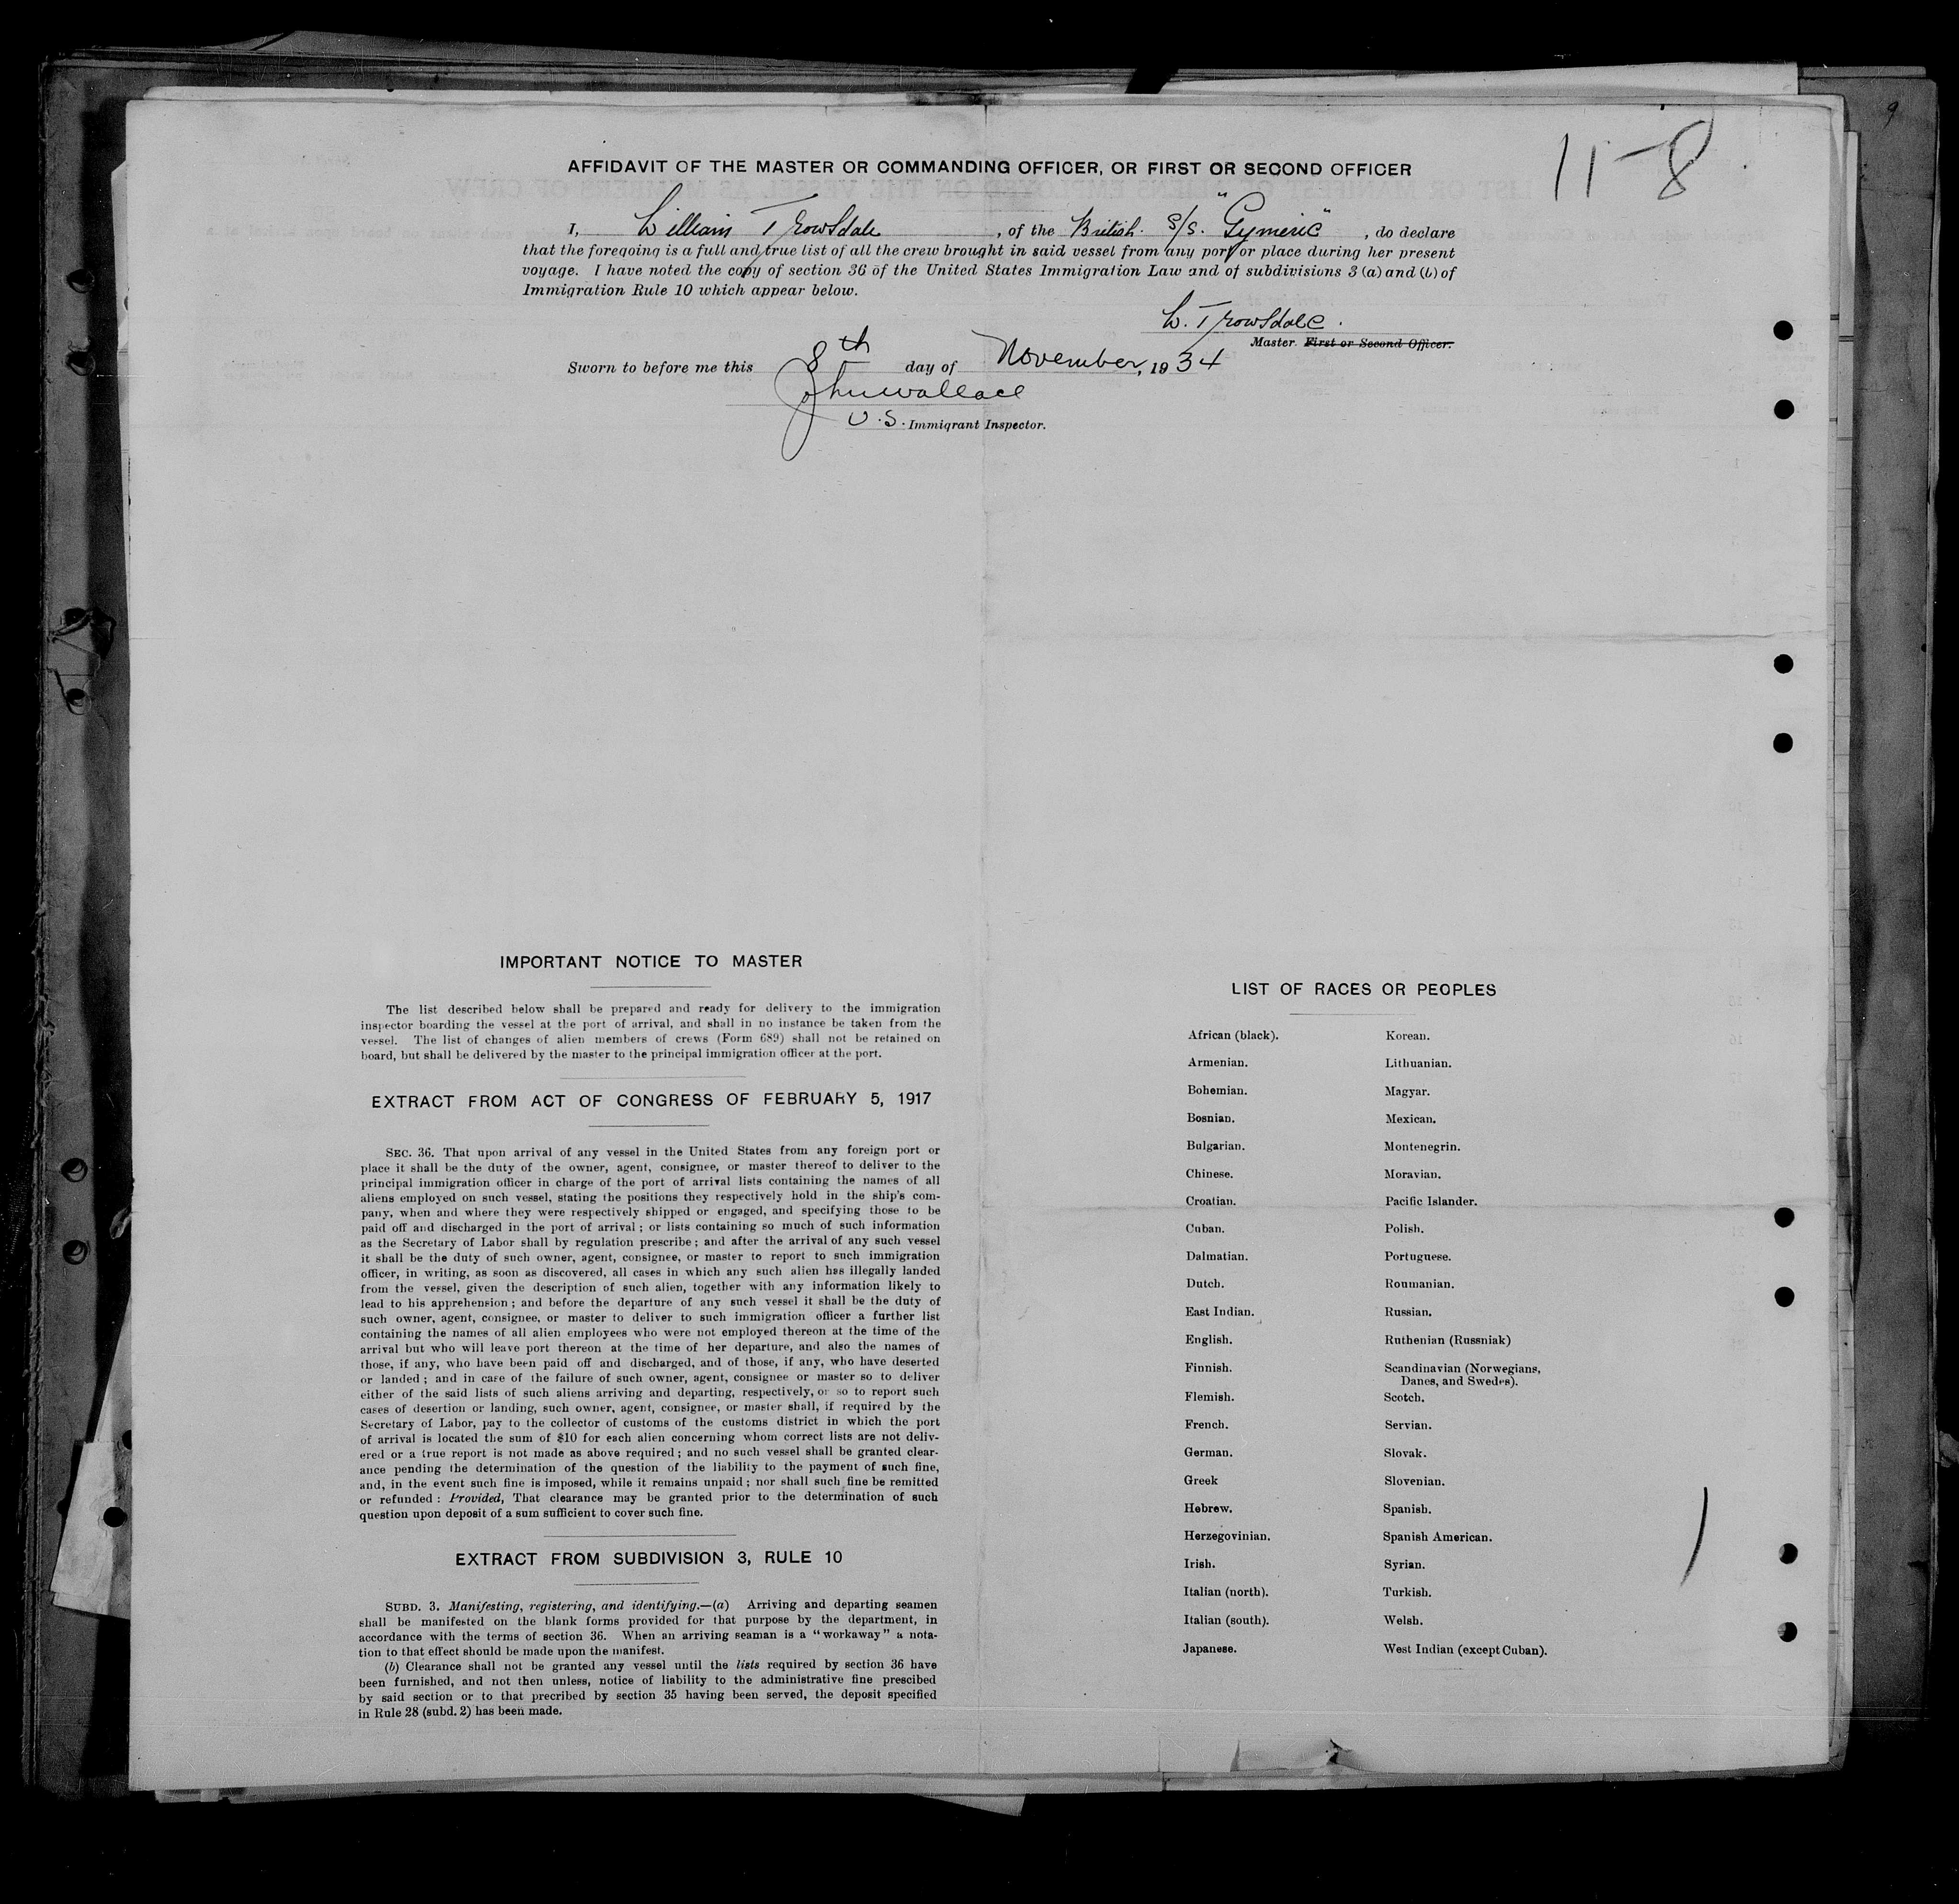 9
11-8
AFFIDAVIT OF THE MASTER OR COMMANDING OFFICER, OR FIRST OR SECOND OFFICER
I, William Trowsdale, of the British S/S. "Gymeric", do declare
that the foregoing is a full and true list of all the crew brought in said vessel from any port or place during her present
voyage. I have noted the copy of section 36 of the United States Immigration Law and of subdivisions 3 (a) and (b) of
Immigration Rule 10 which appear below.
W. Trowsdale.
Master. First or Second Officer.
Sworn to before me this 8th day of November, 1934
John Wallace
U.S. Immigrant Inspector.
IMPORTANT NOTICE TO MASTER
The list described below shall be prepared and ready for delivery to the immigration
inspector boarding the vessel at the port of arrival, and shall in no instance be taken from the
vessel. The list of changes of alien members of crews (Form 689) shall not be retained on
board, but shall be delivered by the master to the principal immigration officer at the port.
EXTRACT FROM ACT OF CONGRESS OF FEBRUARY 5, 1917
SEC. 36. That upon arrival of any vessel in the United States from any foreign port or
place it shall be the duty of the owner, agent, consignee, or master thereof to deliver to the
principal immigration officer in charge of the port of arrival lists containing the names of all
aliens employed on such vessel, stating the positions they respectively hold in the ship's com-
pany, when and where they were respectively shipped or engaged, and specifying those to be
paid off and discharged in the port of arrival; or lists containing so much of such information
as the Secretary of Labor shall by regulation prescribe; and after the arrival of any such vessel
it shall be the duty of such owner, agent, consignee, or master to report to such immigration
officer, in writing, as soon as discovered, all cases in which any such alien has illegally landed
from the vessel, given the description of such alien, together with any information likely to
lead to his apprehension; and before the departure of any such vessel it shall be the duty of
such owner, agent, consignee, or master to deliver to such immigration officer a further list
containing the names of all alien employees who were not employed thereon at the time of the
arrival but who will leave port thereon at the time of her departure, and also the names of
those, if any, who have been paid off and discharged, and of those, if any, who have deserted
or landed; and in case of the failure of such owner, agent, consignee or master so to deliver
either of the said lists of such aliens arriving and departing, respectively, or so to report such
cases of desertion or landing, such owner, agent, consignee, or master shall, if required by the
Secretary of Labor, pay to the collector of customs of the customs district in which the port
of arrival is located the sum of $10 for each alien concerning whom correct lists are not deliv-
ered or a true report is not made as above required; and no such vessel shall be granted clear-
ance pending the determination of the question of the liability to the payment of such fine,
and, in the event such fine is imposed, while it remains unpaid; nor shall such fine be remitted
or refunded: Provided, That clearance may be granted prior to the determination of such
question upon deposit of a sum sufficient to cover such fine.
EXTRACT FROM SUBDIVISION 3, RULE 10
SUBD. 3. Manifesting, registering, and identifying.—(a) Arriving and departing seamen
shall be manifested on the blank forms provided for that purpose by the department, in
accordance with the terms of section 36. When an arriving seaman is a "workaway" a nota-
tion to that effect should be made upon the manifest.
(b) Clearance shall not be granted any vessel until the lists required by section 36 have
been furnished, and not then unless, notice of liability to the administrative fine prescibed
by said section or to that precribed by section 35 having been served, the deposit specified
in Rule 28 (subd. 2) has been made.
LIST OF RACES OR PEOPLES
African (black). Korean.
Armenian. Lithuanian.
Bohemian. Magyar.
Bosnian. Mexican.
Bulgarian. Montenegrin.
Chinese. Moravian.
Croatian. Pacific Islander.
Cuban. Polish.
Dalmatian. Portuguese.
Dutch. Roumanian.
East Indian. Russian.
English. Ruthenian (Russniak)
Finnish. Scandinavian (Norwegians,
Danes, and Swedes).
Flemish. Scotch.
French. Servian.
German. Slovak.
Greek Slovenian.
Hebrew. Spanish.
Herzegovinian. Spanish American.
Irish. Syrian.
Italian (north). Turkish.
Italian (south). Welsh.
Japanese. West Indian (except Cuban).